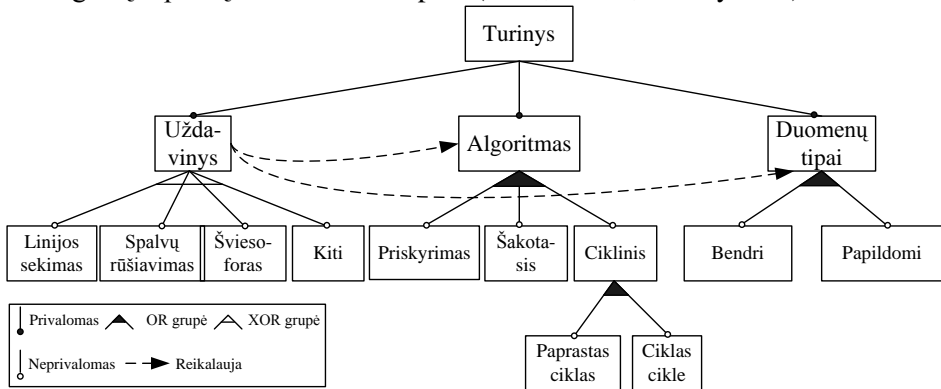 Turinys
Užda-
vinys
Algoritmas
Duomenų
tipai
Linijos
sekimas
Spalvų
rūšiavimas
Švieso-
foras
Kiti
Priskyrimas
Šakota-
sis
Ciklinis
Bendri
Papildomi
Privalomas
OR grupė
XOR grupė
Neprivalomas
Reikalauja
Paprastas
ciklas
Ciklas
cikle